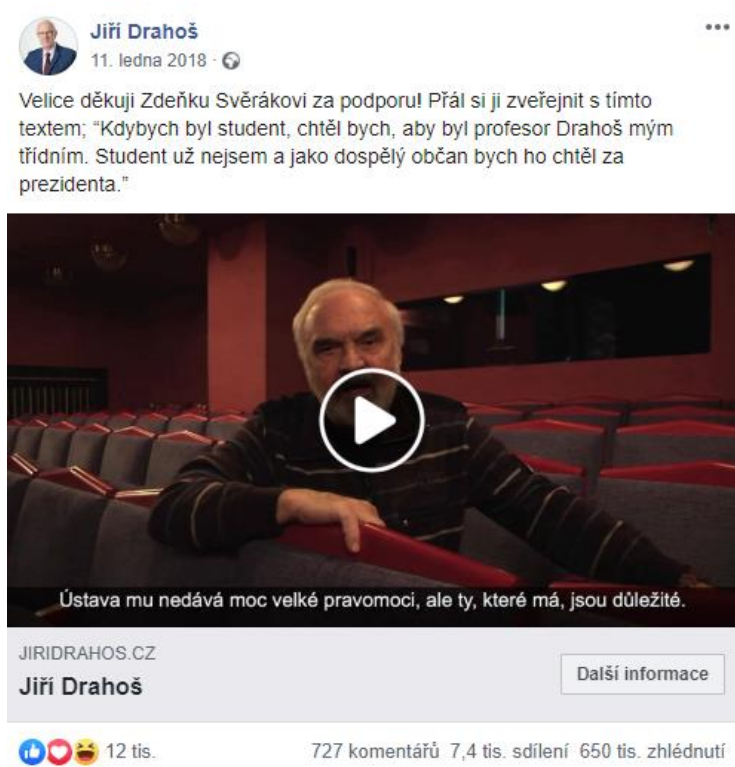 Jiří Drahoš
11. ledna 2018 ·
Velice děkuji Zdeňku Svěrákovi za podporu! Přál si ji zveřejnit s tímto
textem; “Kdybych byl student, chtěl bych, aby byl profesor Drahoš mým
třídním. Student už nejsem a jako dospělý občan bych ho chtěl za
prezidenta.”
Ústava mu nedává moc velké pravomoci, ale ty, které má, jsou důležité.
JIRIDRAHOS.CZ
Jiří Drahoš
Další informace
12 tis.
727 komentářů 7,4 tis. sdílení 650 tis. zhlédnutí